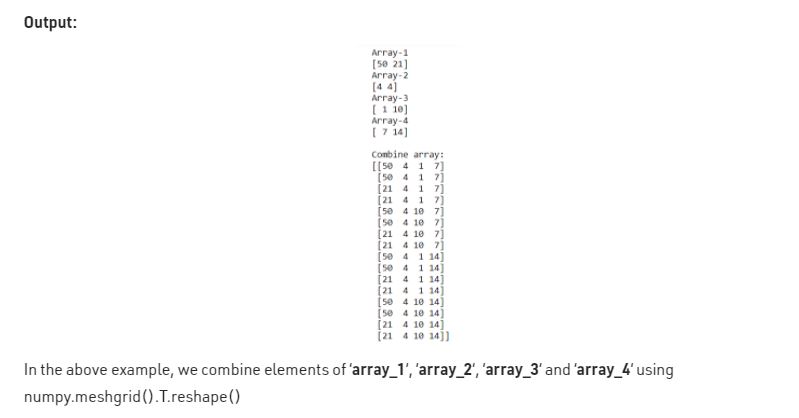 Output:
Array-1
[50 21]
Array-2
[4 4]
Array-3
[ 1 10]
Array-4
[ 7 14]
Combine array:
[[50  4  1  7]
[50  4  1  7]
[21  4  1  7]
[21  4  1  7]
[50  4 10  7]
[50  4 10  7]
[21  4 10  7]
[21  4 10  7]
[50  4  1 14]
[50  4  1 14]
[21  4  1 14]
[21  4  1 14]
[50  4 10 14]
[50  4 10 14]
[21  4 10 14]
[21  4 10 14]]
In the above example, we combine elements of 'array_1', 'array_2', 'array_3' and 'array_4' using
numpy.meshgrid().T.reshape()